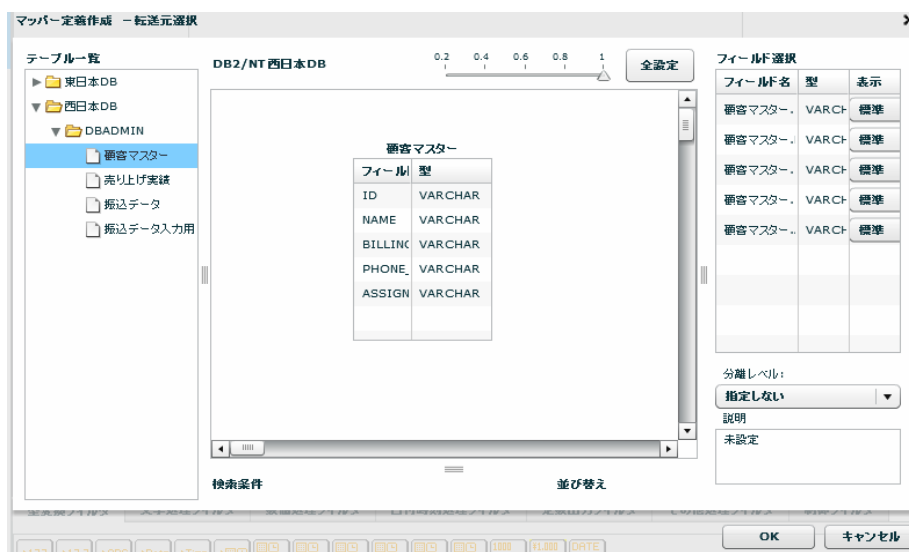 マッパー定義作成 －転送元選択
テーブル一覧
東日本DB
西日本DB
DBADMIN
顧客マスター
売り上げ実績
振込データ
振込データ入力用
DB2/NT 西日本DB
0.2 0.4 0.6 0.8 1
全設定
顧客マスター
フィール 型
ID VARCHAR
NAME VARCHAR
BILLING VARCHAR
PHONE_ VARCHAR
ASSIGN VARCHAR
検索条件 並び替え
フィールド選択
フィールド名 型 表示
顧客マスター. VARCH 標準
顧客マスター. VARCH 標準
顧客マスター. VARCH 標準
顧客マスター. VARCH 標準
顧客マスター. VARCH 標準
分離レベル:
指定しない
説明
未設定
OK キャンセル